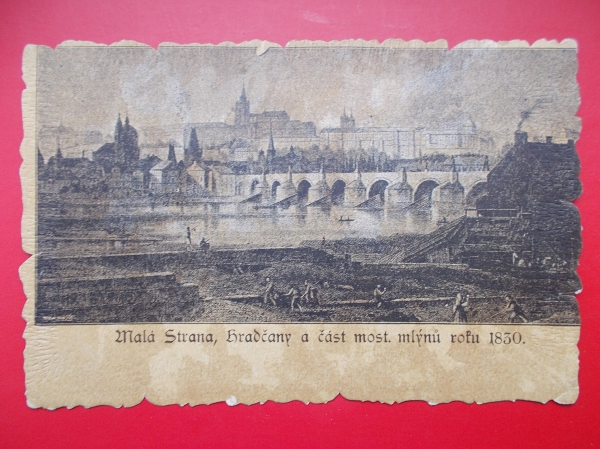 Malá Strana, Hradčany a část most. mlýnů roku 1830.